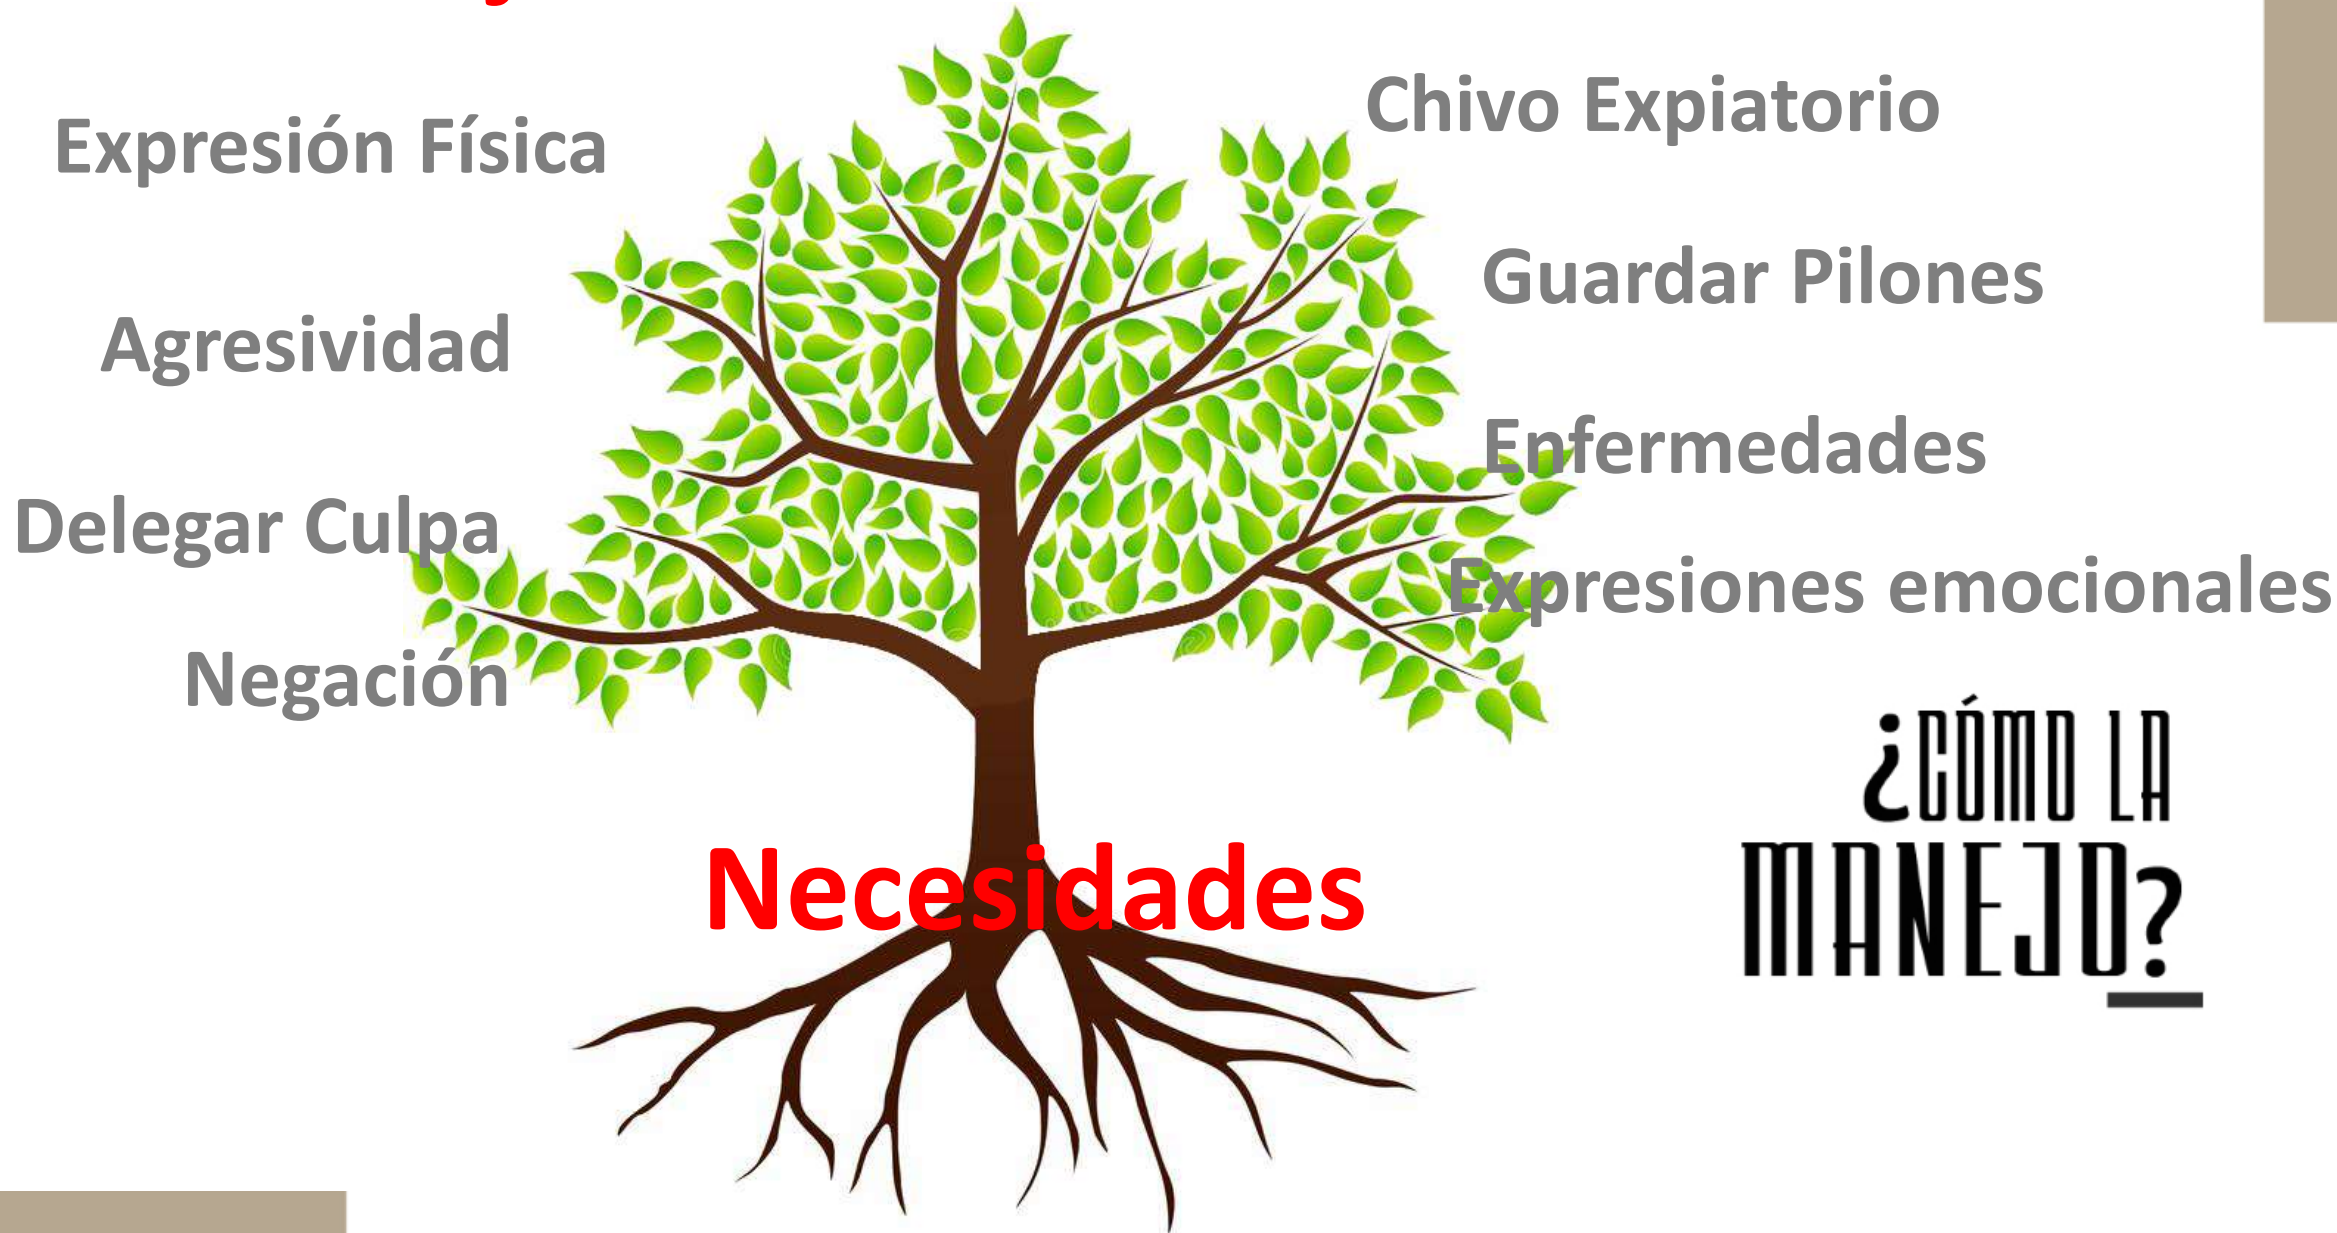 Expresión Física
Agresividad
Delegar Culpa
Negación
Chivo Expiatorio
Guardar Pilones
Enfermedades
Expresiones emocionales
¿CÓMO LA
MANEJO?
Necesidades